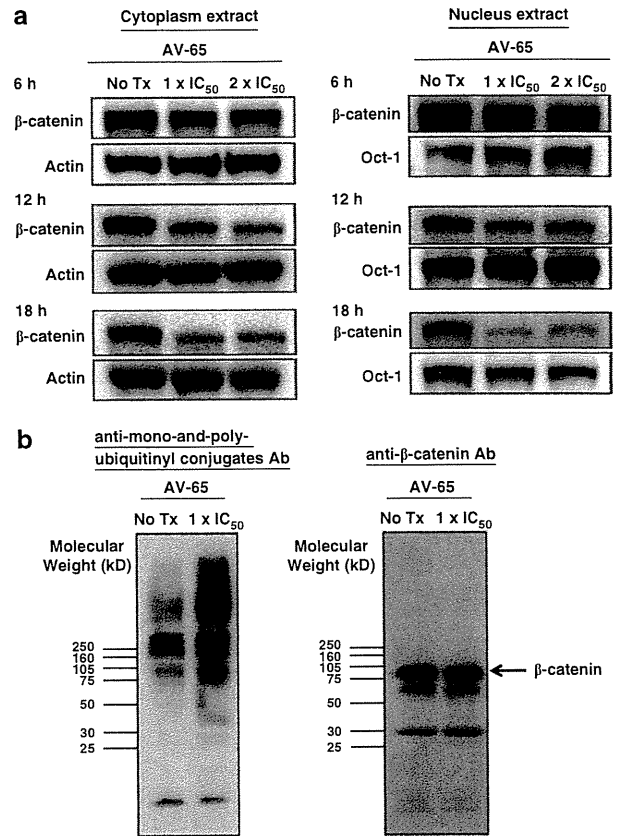 a
Cytoplasm extract
AV-65
6 h No Tx 1 x IC50 2 x IC50
β-catenin
Actin
12 h
β-catenin
Actin
18 h
β-catenin
Actin
Nucleus extract
AV-65
6 h No Tx 1 x IC50 2 x IC50
β-catenin
Oct-1
12 h
β-catenin
Oct-1
18 h
β-catenin
Oct-1
b
anti-mono-and-poly-
ubiquitinyl conjugates Ab
AV-65
No Tx 1 x IC50
Molecular
Weight (kD)
250
160
105
75
50
30
25
anti-β-catenin Ab
AV-65
No Tx 1 x IC50
Molecular
Weight (kD)
250
160
105
75
50
30
25
β-catenin